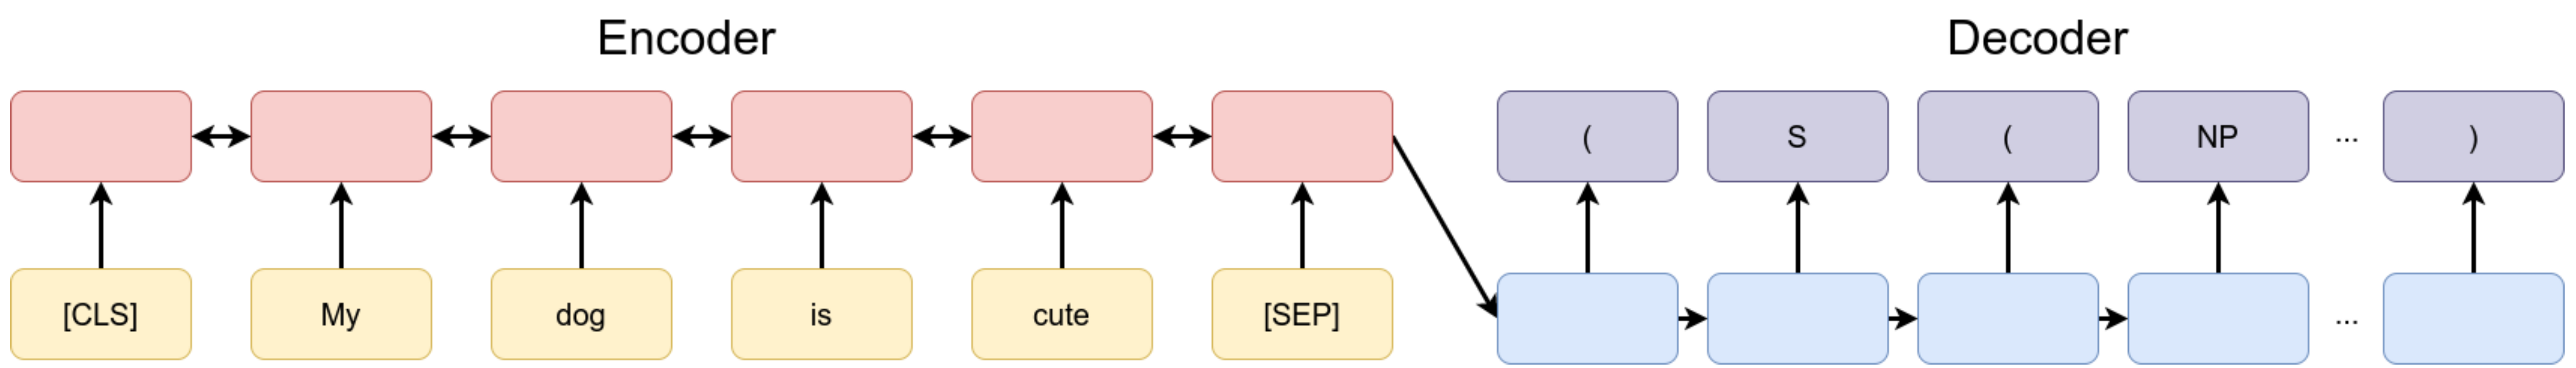 Encoder Decoder
( S ( NP ... )
[CLS] My dog is cute [SEP] ...